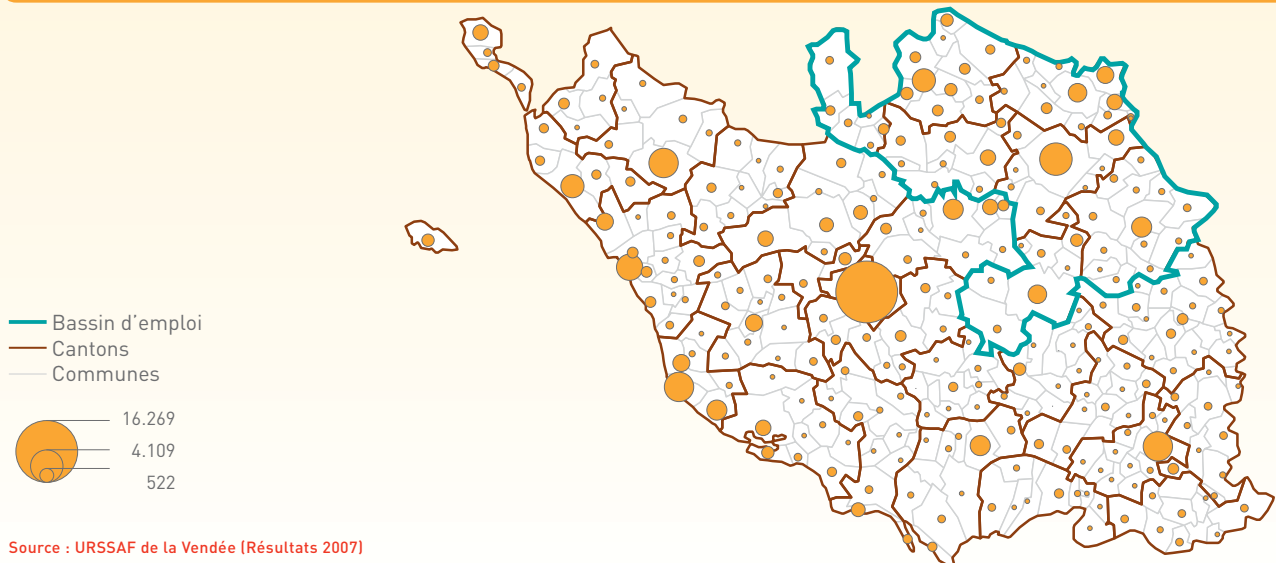 Bassin d’emploi
Cantons
Communes
16.269
4.109
522
Source : URSSAF de la Vendée (Résultats 2007)